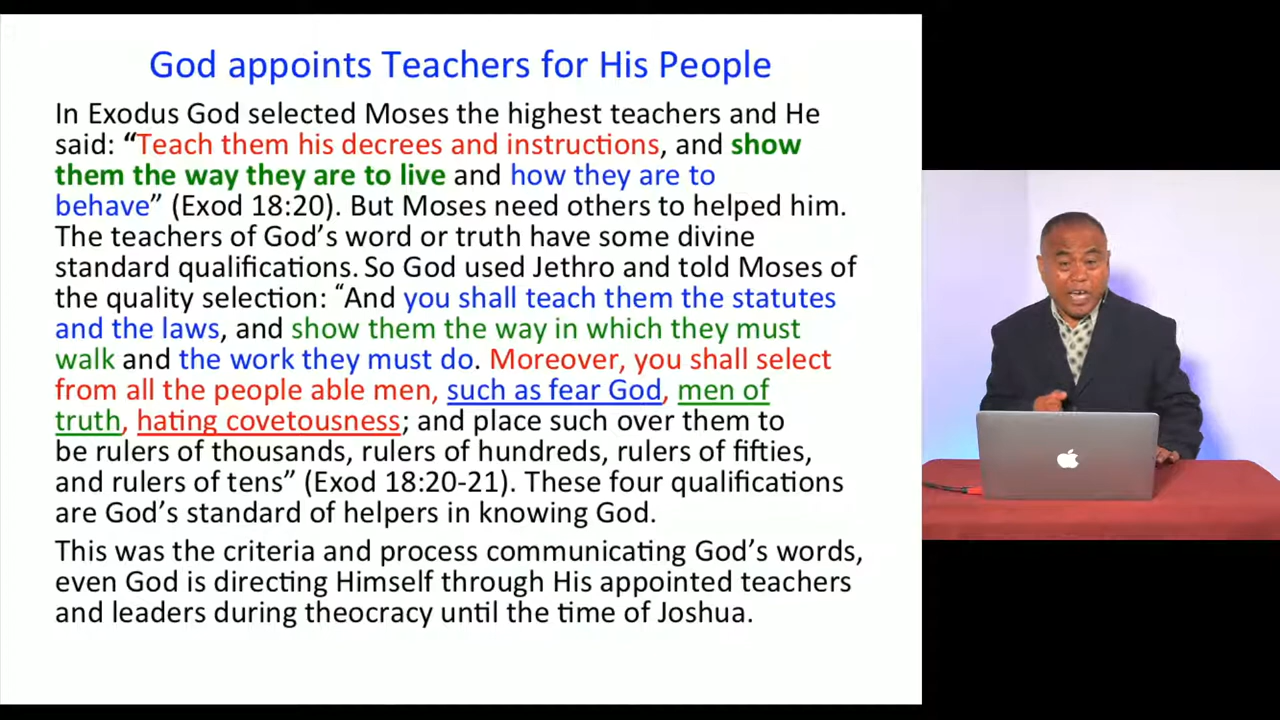 God appoints Teachers for His People
In Exodus God selected Moses the highest teachers and He
said: “Teach them his decrees and instructions, and show
them the way they are to live and how they are to
behave” (Exod 18:20). But Moses need others to helped him.
The teachers of God’s word or truth have some divine
standard qualifications. So God used Jethro and told Moses of
the quality selection: “And you shall teach them the statutes
and the laws, and show them the way in which they must
walk and the work they must do. Moreover, you shall select
from all the people able men, such as fear God, men of
truth, hating covetousness; and place such over them to
be rulers of thousands, rulers of hundreds, rulers of fifties,
and rulers of tens” (Exod 18:20-21). These four qualifications
are God’s standard of helpers in knowing God.
This was the criteria and process communicating God’s words,
even God is directing Himself through His appointed teachers
and leaders during theocracy until the time of Joshua.